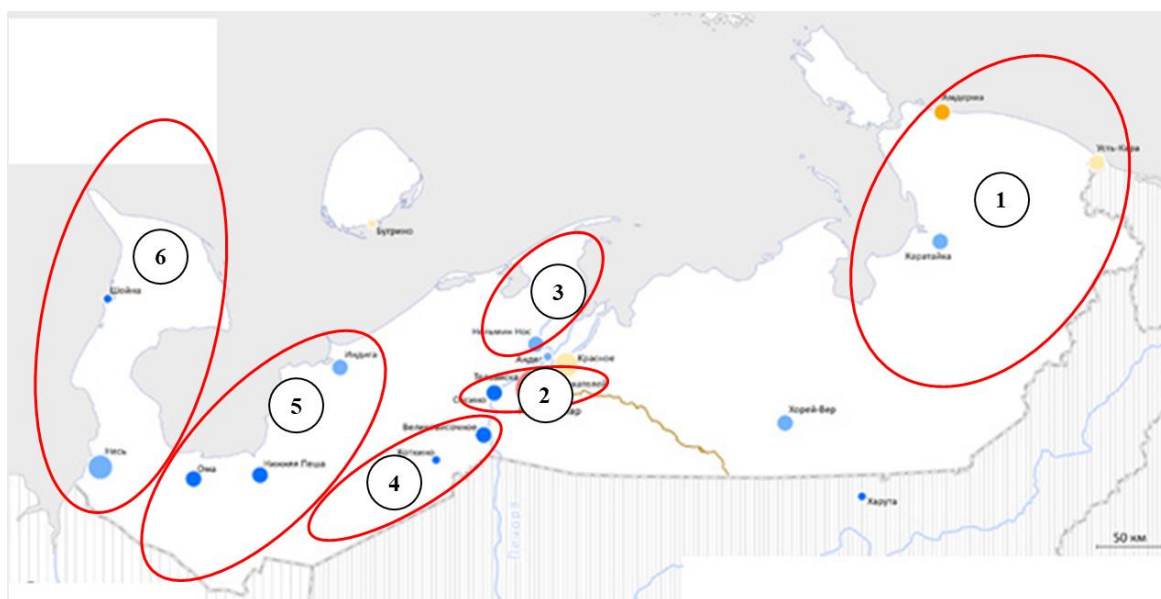 Амдерма
Усть-Кара
1
6
Бугрино
Каратайка
Шойна
3
Нельмин Нос
Андег
Красное
Индига
2
5
Великовисочное
Хорей-Вер
Несь
Коткино
Ома
Нижняя Пеша
4
Харута
Печора
50 км